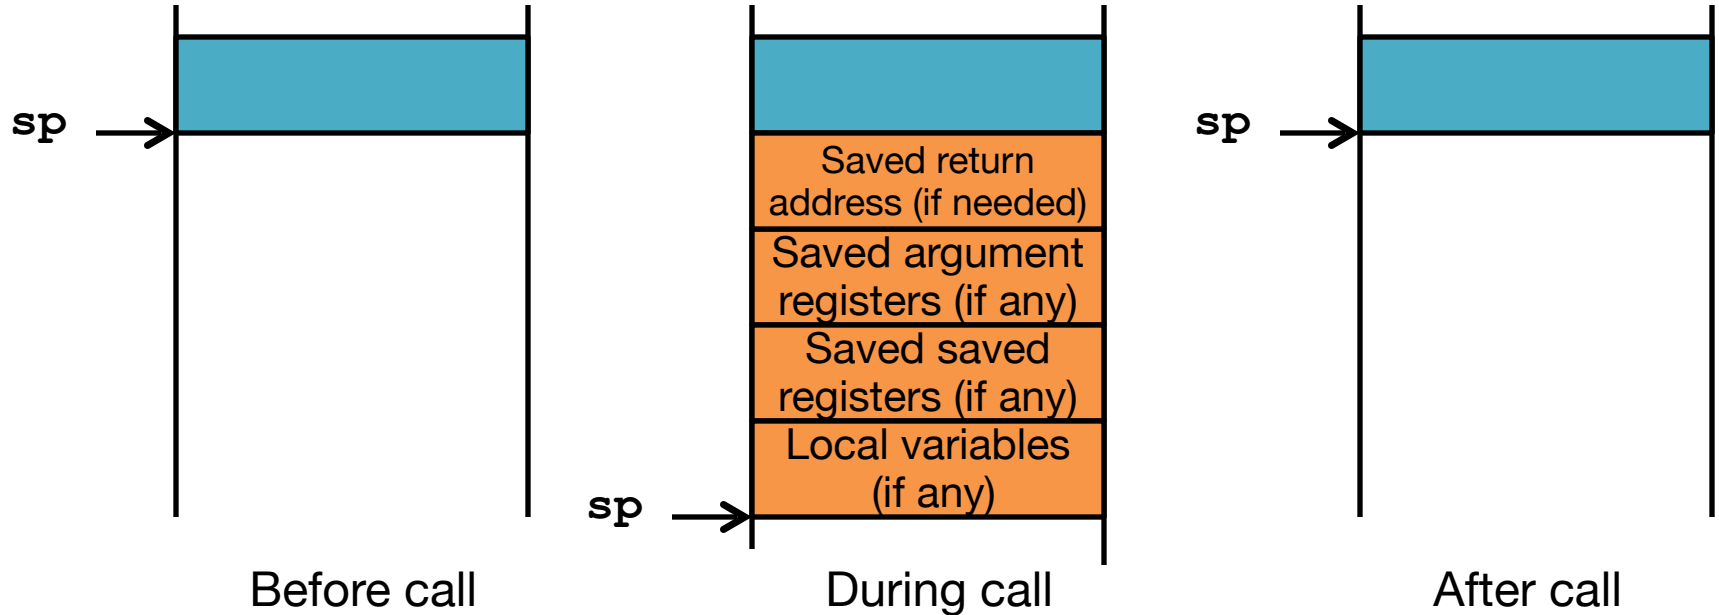 sp
Before call
Saved return
address (if needed)
Saved argument
registers (if any)
Saved saved
registers (if any)
Local variables
(if any)
sp
During call
sp
After call